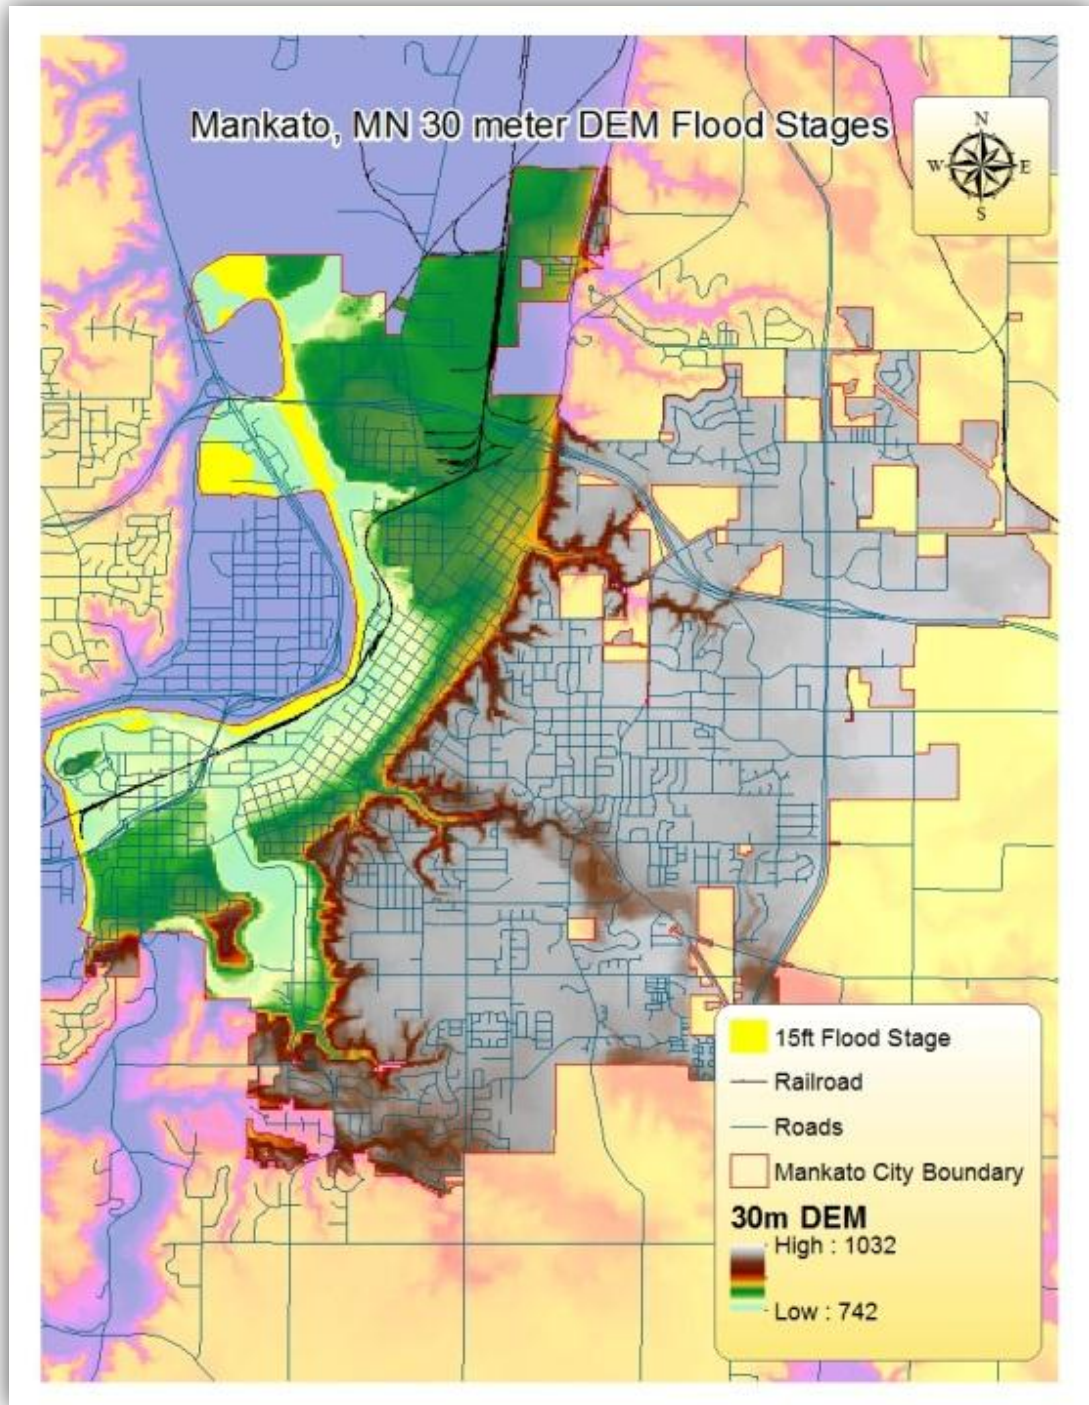 Mankato, MN 30 meter DEM Flood Stages
N
W E
S
15ft Flood Stage
Railroad
Roads
Mankato City Boundary
30m DEM
High : 1032
Low : 742